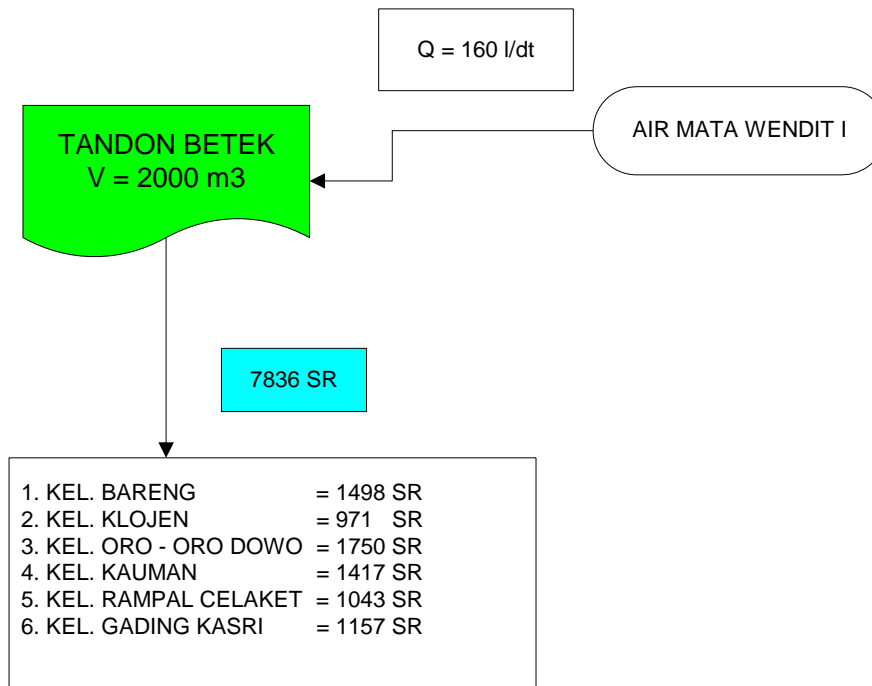 Q = 160 l/dt
AIR MATA WENDIT I
TANDON BETEK
V = 2000 m3
7836 SR
1. KEL. BARENG = 1498 SR
2. KEL. KLOJEN = 971 SR
3. KEL. ORO - ORO DOWO = 1750 SR
4. KEL. KAUMAN = 1417 SR
5. KEL. RAMPAL CELAKET = 1043 SR
6. KEL. GADING KASRI = 1157 SR